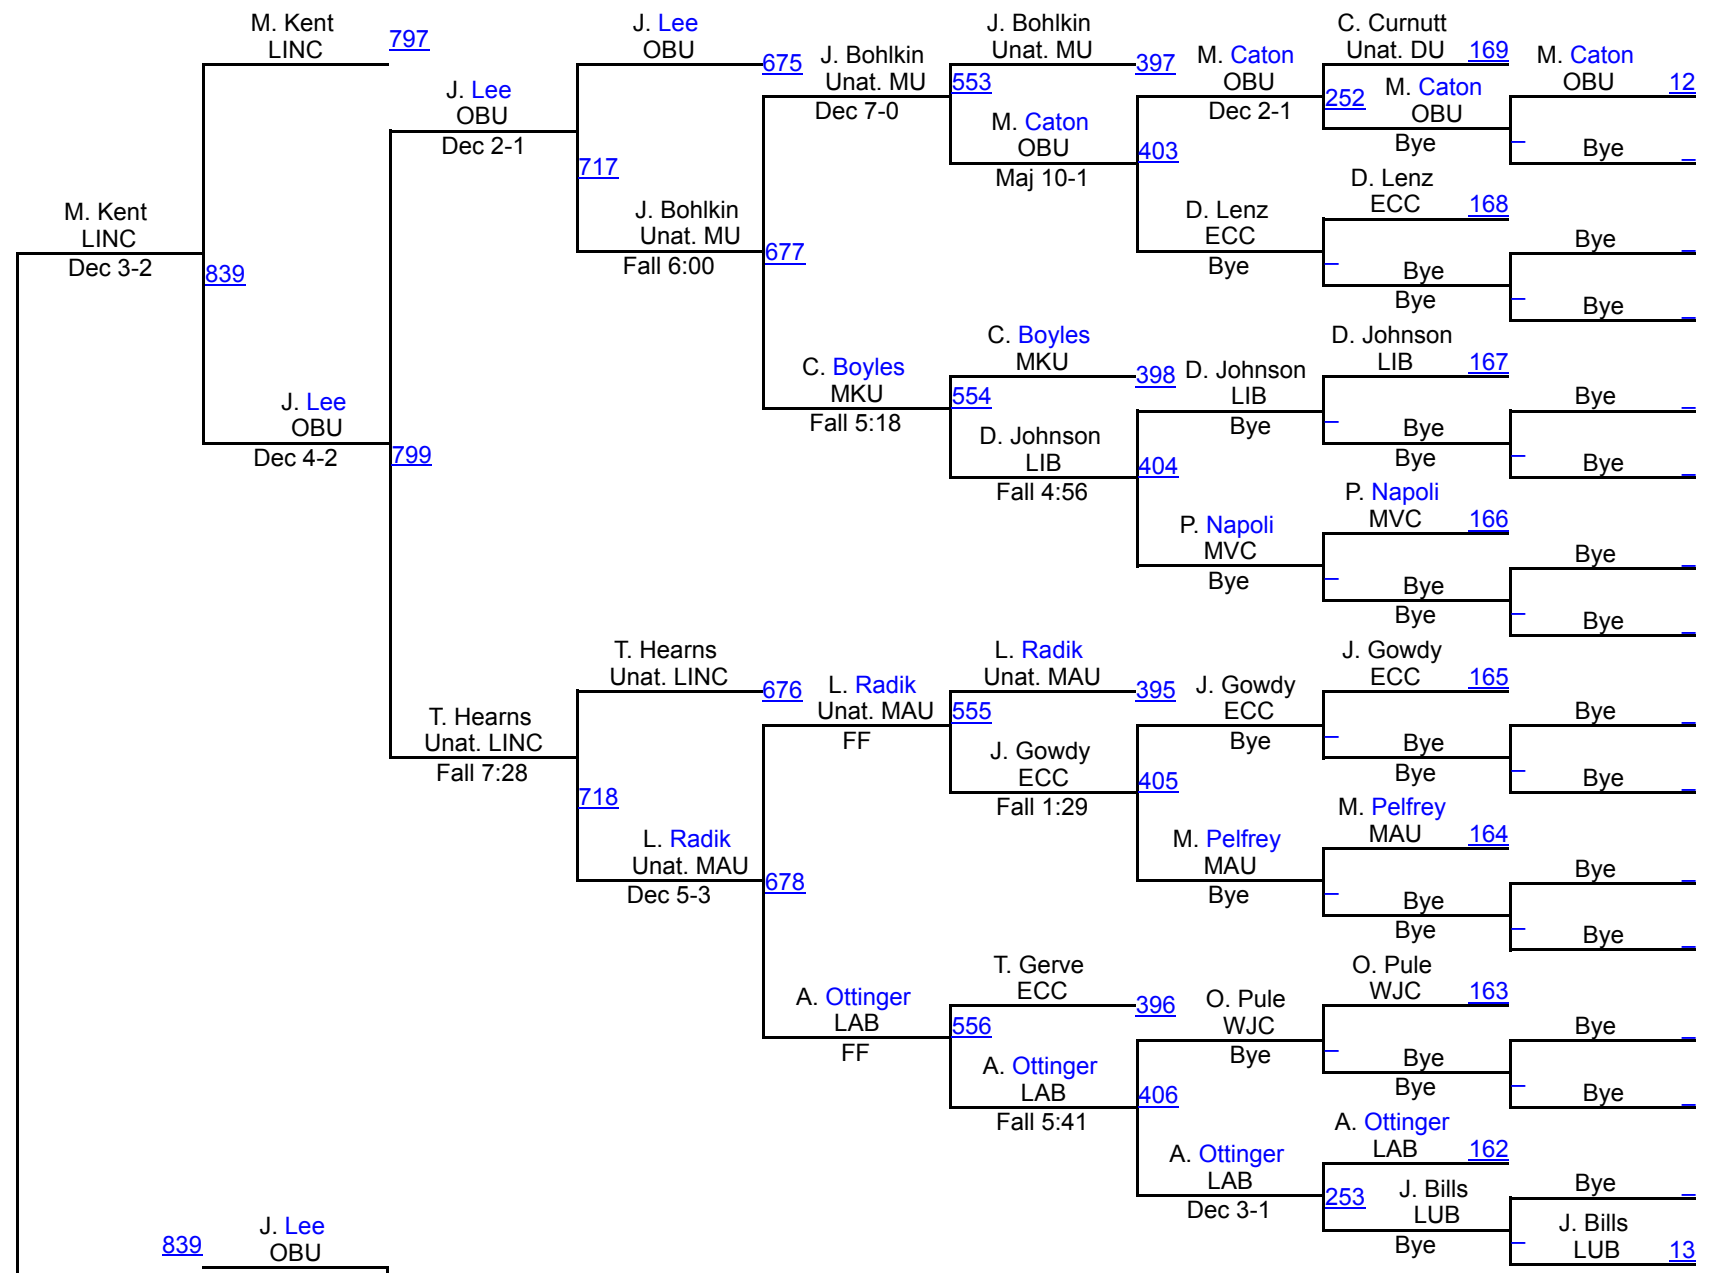 M. Kent
LINC
797
J. Lee
OBU
675
J. Bohlkin
Unat. MU
397
C. Curnutt
Unat. DU
169
M. Caton
OBU
12
J. Bohlkin
Unat. MU
Dec 7-0
553
M. Caton
OBU
Dec 2-1
252
M. Caton
OBU
Bye
Bye
J. Lee
OBU
Dec 2-1
M. Caton
OBU
Maj 10-1
403
717
D. Lenz
ECC
168
J. Bohlkin
Unat. MU
Fall 6:00
677
D. Lenz
ECC
Bye
Bye
Bye
Bye
Bye
M. Kent
LINC
Dec 3-2
839
C. Boyles
MKU
398
D. Johnson
LIB
167
C. Boyles
MKU
Fall 5:18
554
D. Johnson
LIB
Bye
Bye
Bye
Bye
Bye
J. Lee
OBU
Dec 4-2
799
D. Johnson
LIB
Fall 4:56
404
P. Napoli
MVC
166
P. Napoli
MVC
Bye
Bye
Bye
Bye
Bye
T. Hearns
Unat. LINC
676
L. Radik
Unat. MAU
395
J. Gowdy
ECC
165
L. Radik
Unat. MAU
FF
555
J. Gowdy
ECC
Bye
Bye
Bye
Bye
Bye
T. Hearns
Unat. LINC
Fall 7:28
718
J. Gowdy
ECC
Fall 1:29
405
M. Pelfrey
MAU
164
L. Radik
Unat. MAU
Dec 5-3
678
M. Pelfrey
MAU
Bye
Bye
Bye
Bye
Bye
T. Gerve
ECC
396
O. Pule
WJC
163
A. Ottinger
LAB
FF
556
O. Pule
WJC
Bye
Bye
Bye
Bye
Bye
A. Ottinger
LAB
Fall 5:41
406
A. Ottinger
LAB
162
A. Ottinger
LAB
Dec 3-1
253
J. Bills
LUB
Bye
Bye
J. Bills
LUB
13
839
J. Lee
OBU